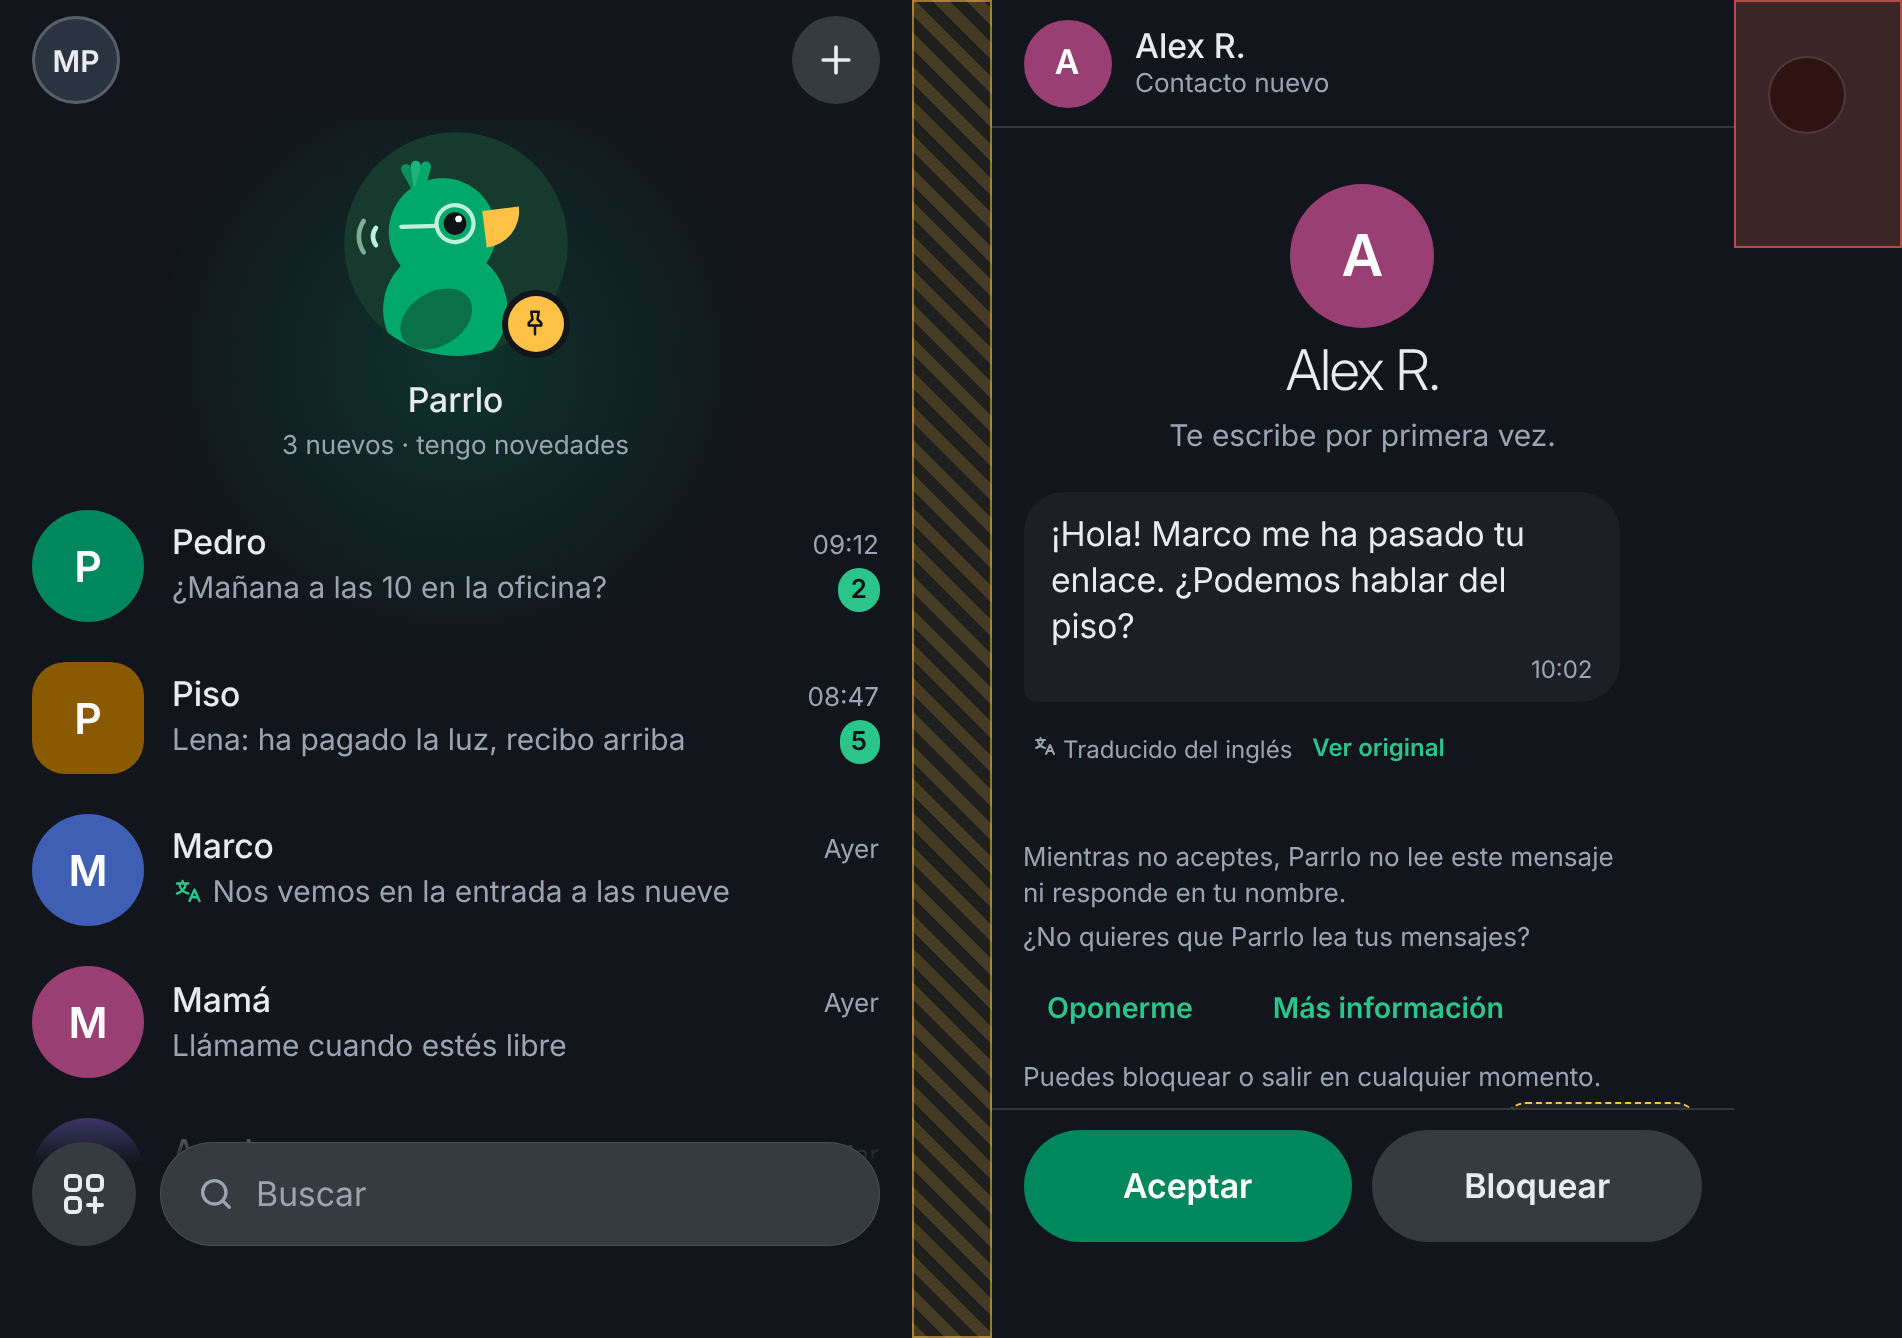 MP
Parrlo
3 nuevos · tengo novedades
P
Pedro
09:12
¿Mañana a las 10 en la oficina?
2
P
Piso
08:47
Lena: ha pagado la luz, recibo arriba
5
M
Marco
Ayer
Nos vemos en la entrada a las nueve
M
Mamá
Ayer
Llámame cuando estés libre
Buscar
A
Alex R.
Contacto nuevo
A
Alex R.
Te escribe por primera vez.
¡Hola! Marco me ha pasado tu
enlace. ¿Podemos hablar del
piso?
10:02
Traducido del inglés Ver original
Mientras no aceptes, Parrlo no lee este mensaje
ni responde en tu nombre.
¿No quieres que Parrlo lea tus mensajes?
Oponerme Más información
Puedes bloquear o salir en cualquier momento.
Aceptar Bloquear